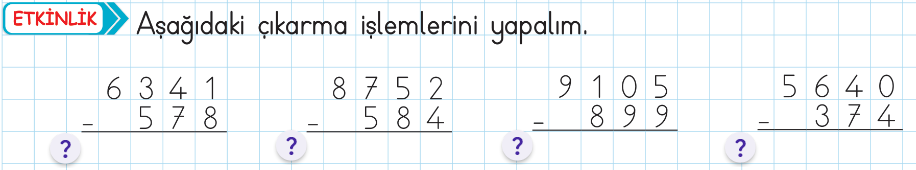 ETKİNLİK Aşağıdaki çıkarma işlemlerini yapalım.
6341 8752 9105 5640
- 578 - 584 - 899 - 374
? ? ? ?